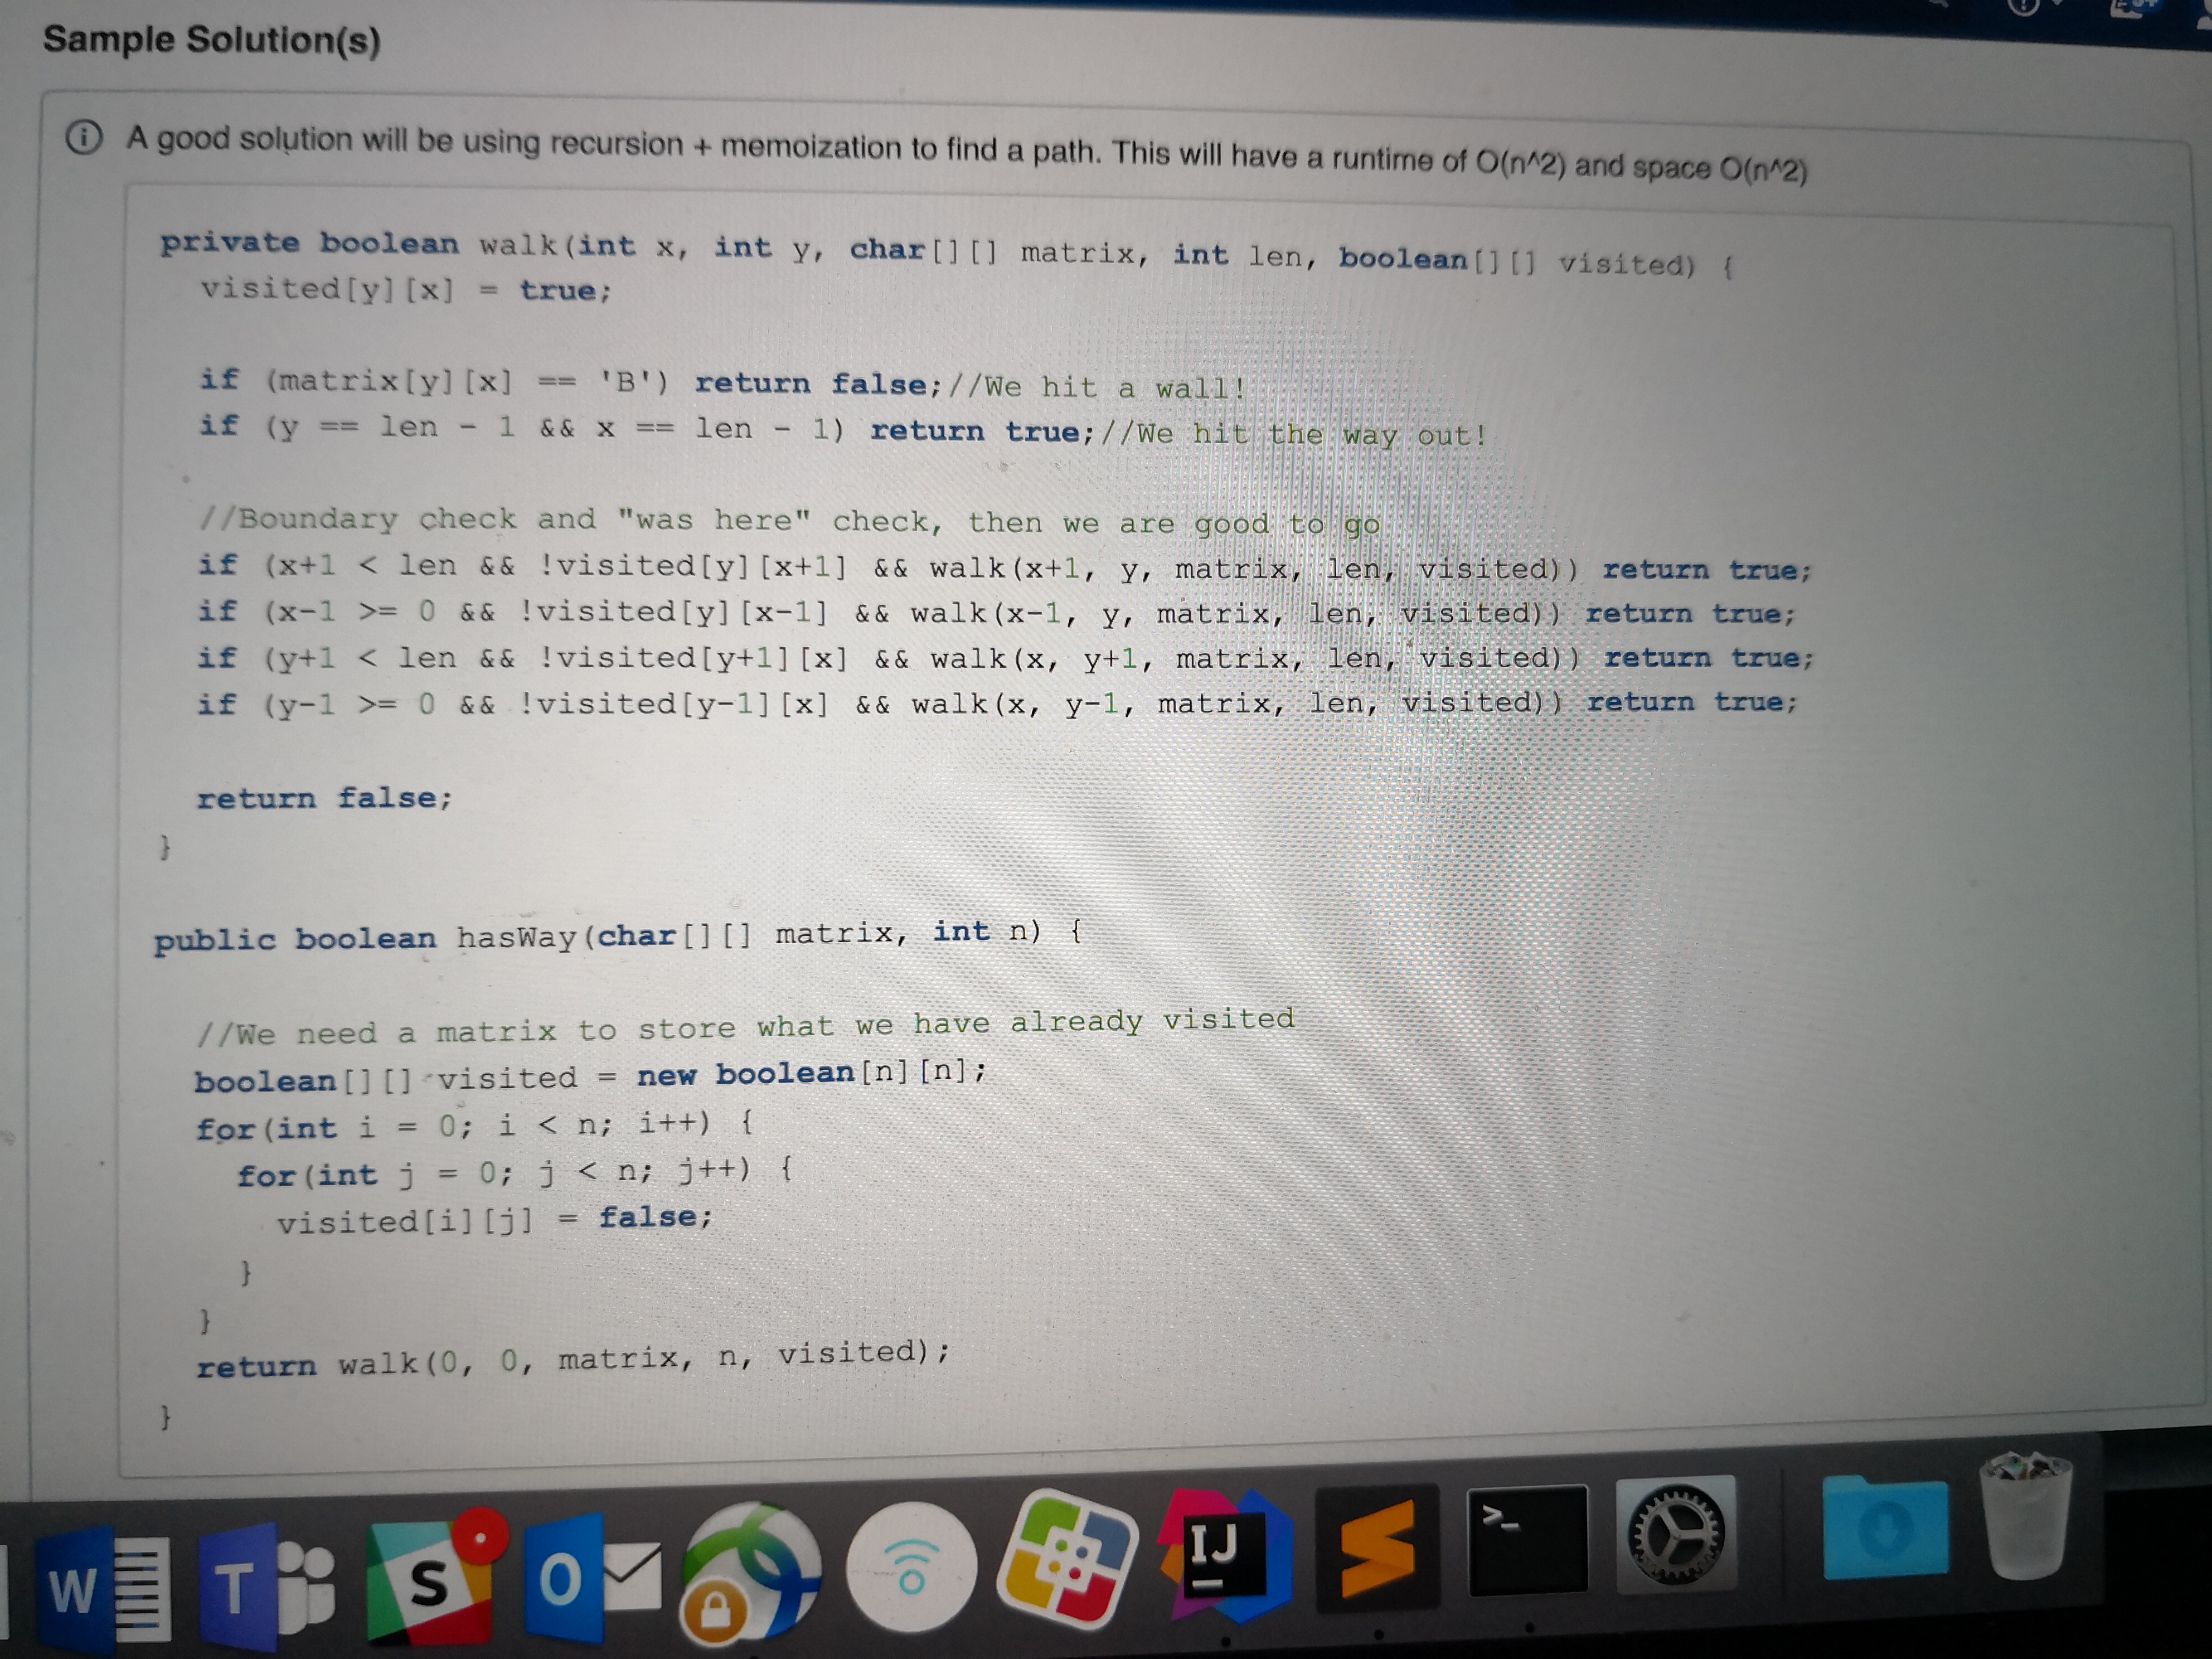 Sample Solution(s)
A good solution will be using recursion + memoization to find a path. This will have a runtime of O(n^2) and space O(n^2)
private boolean walk(int x, int y, char[][] matrix, int len, boolean[][] visited) {
  visited[y][x] = true;
  if (matrix[y][x] == 'B') return false;//We hit a wall!
  if (y == len - 1 && x == len - 1) return true;//We hit the way out!
  //Boundary check and "was here" check, then we are good to go
  if (x+1 < len && !visited[y][x+1] && walk(x+1, y, matrix, len, visited)) return true;
  if (x-1 >= 0 && !visited[y][x-1] && walk(x-1, y, matrix, len, visited)) return true;
  if (y+1 < len && !visited[y+1][x] && walk(x, y+1, matrix, len, visited)) return true;
  if (y-1 >= 0 && !visited[y-1][x] && walk(x, y-1, matrix, len, visited)) return true;
  return false;
}
public boolean hasWay(char[][] matrix, int n) {
  //We need a matrix to store what we have already visited
  boolean[][] visited = new boolean[n][n];
  for(int i = 0; i < n; i++) {
    for(int j = 0; j < n; j++) {
      visited[i][j] = false;
    }
  }
  return walk(0, 0, matrix, n, visited);
}
W T S O IJ >_